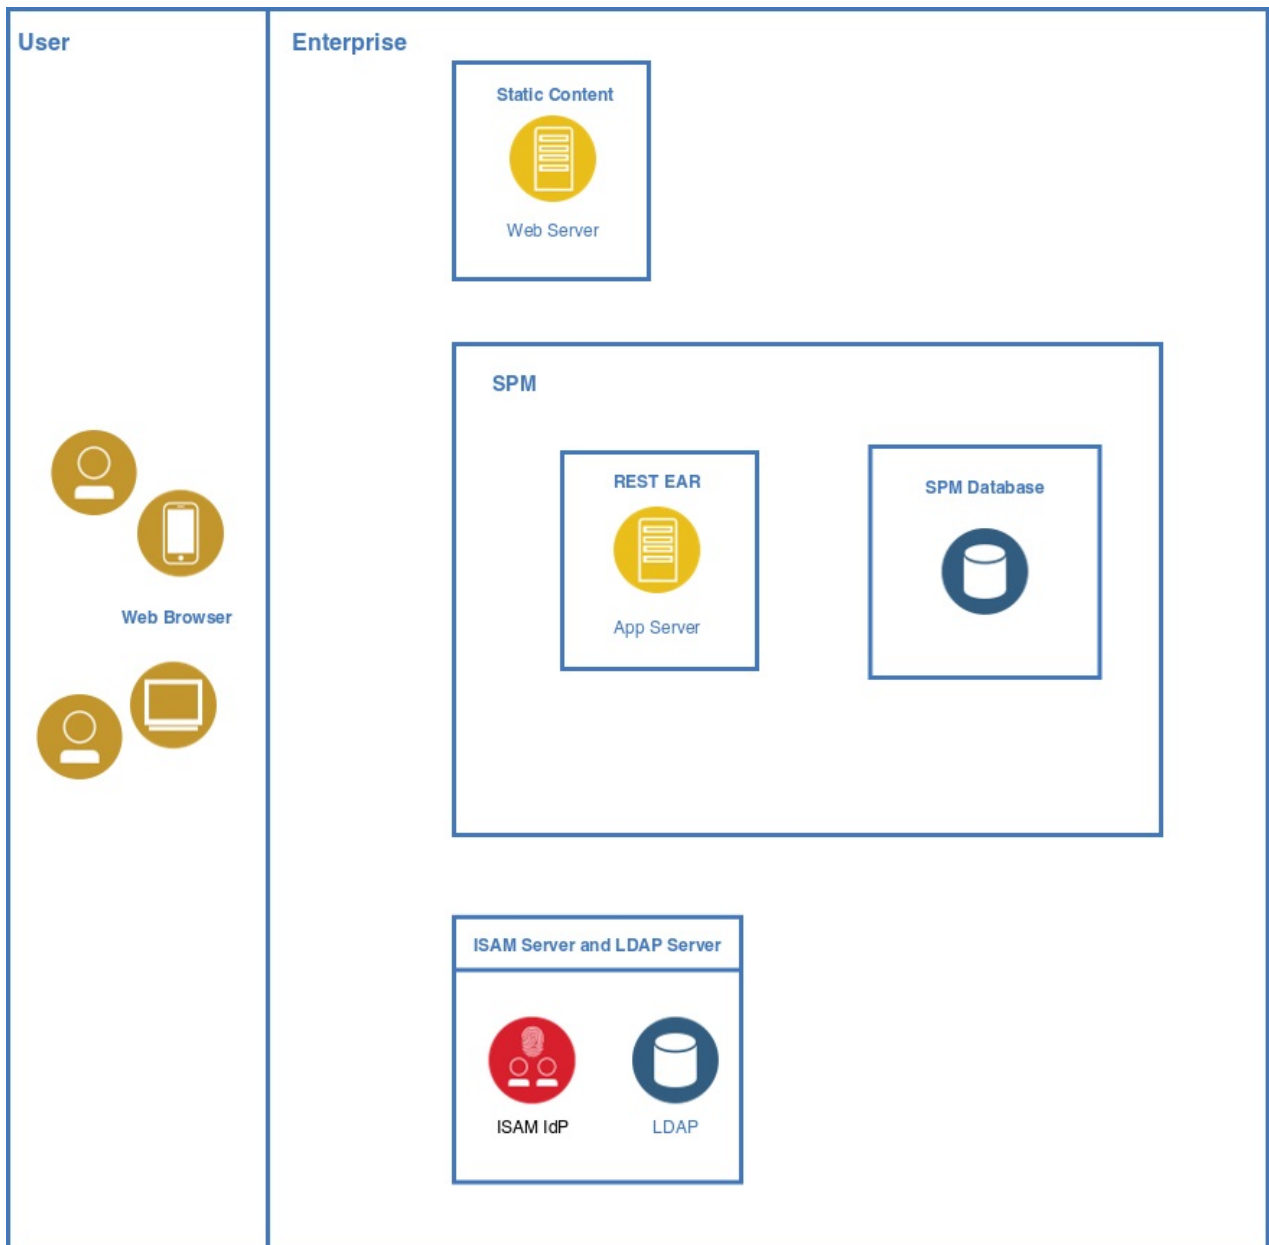 User
Enterprise
Static Content
Web Server
SPM
REST EAR
App Server
SPM Database
Web Browser
ISAM Server and LDAP Server
ISAM IdP
LDAP